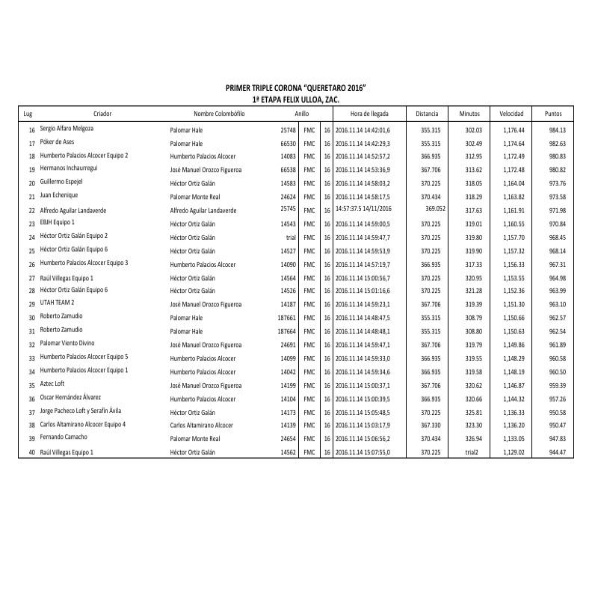 PRIMER TRIPLE CORONA "QUERETARO 2016"
1ª ETAPA FELIX ULLOA, ZAC.
Lug Criador Nombre Colombófilo Anillo Hora de llegada Distancia Minutos Velocidad Puntos
16 Sergio Alfaro Melgoza Palomar Hale 25748 FMC 16 2016.11.14 14:42:01,6 355.315 302.03 1,176.44 984.13
17 Póker de Ases Palomar Hale 66530 FMC 16 2016.11.14 14:42:29,3 355.315 302.49 1,174.64 982.63
18 Humberto Palacios Alcocer Equipo 2 Humberto Palacios Alcocer 14083 FMC 16 2016.11.14 14:52:57,2 366.935 312.95 1,172.49 980.83
19 Hermanos Inchaurregui José Manuel Orozco Figueroa 66538 FMC 16 2016.11.14 14:53:36,9 367.706 313.62 1,172.48 980.82
20 Guillermo Espejel Héctor Ortiz Galán 14583 FMC 16 2016.11.14 14:58:03,2 370.225 318.05 1,164.04 973.76
21 Juan Echenique Palomar Monte Real 24624 FMC 16 2016.11.14 14:58:17,5 370.434 318.29 1,163.82 973.58
22 Alfredo Aguilar Landaverde Alfredo Aguilar Landaverde 25745 FMC 16 14:57:37.5 14/11/2016 369.052 317.63 1,161.91 971.98
23 Equipo 1 Héctor Ortiz Galán 14543 FMC 16 2016.11.14 14:59:00,5 370.225 319.01 1,160.55 970.84
24 Héctor Ortiz Galán Equipo 2 Héctor Ortiz Galán trial FMC 16 2016.11.14 14:59:47,7 370.225 319.80 1,157.70 968.45
25 Héctor Ortiz Galán Equipo 6 Héctor Ortiz Galán 14527 FMC 16 2016.11.14 14:59:53,9 370.225 319.90 1,157.32 968.14
26 Humberto Palacios Alcocer Equipo 3 Humberto Palacios Alcocer 14090 FMC 16 2016.11.14 14:57:19,7 366.935 317.33 1,156.33 967.31
27 Raúl Villegas Equipo 1 Héctor Ortiz Galán 14564 FMC 16 2016.11.14 15:00:56,7 370.225 320.95 1,153.55 964.98
28 Héctor Ortiz Galán Equipo 6 Héctor Ortiz Galán 14526 FMC 16 2016.11.14 15:01:16,6 370.225 321.28 1,152.36 963.99
29 UTAH TEAM 2 José Manuel Orozco Figueroa 14187 FMC 16 2016.11.14 14:59:23,1 367.706 319.39 1,151.30 963.10
30 Roberto Zamudio Palomar Hale 187661 FMC 16 2016.11.14 14:48:47,5 355.315 308.79 1,150.66 962.57
31 Roberto Zamudio Palomar Hale 187664 FMC 16 2016.11.14 14:48:48,1 355.315 308.80 1,150.63 962.54
32 Palomar Viento Divino José Manuel Orozco Figueroa 24691 FMC 16 2016.11.14 14:59:47,1 367.706 319.79 1,149.86 961.89
33 Humberto Palacios Alcocer Equipo 5 Humberto Palacios Alcocer 14099 FMC 16 2016.11.14 14:59:33,0 366.935 319.55 1,148.29 960.58
34 Humberto Palacios Alcocer Equipo 1 Humberto Palacios Alcocer 14042 FMC 16 2016.11.14 14:59:34,6 366.935 319.58 1,148.19 960.50
35 Aztec Loft José Manuel Orozco Figueroa 14199 FMC 16 2016.11.14 15:00:37,1 367.706 320.62 1,146.87 959.39
36 Oscar Hernández Álvarez Humberto Palacios Alcocer 14104 FMC 16 2016.11.14 15:00:39,5 366.935 320.66 1,144.32 957.26
37 Jorge Pacheco Loft y Serafín Ávila Héctor Ortiz Galán 14173 FMC 16 2016.11.14 15:05:48,5 370.225 325.81 1,136.33 950.58
38 Carlos Altamirano Alcocer Equipo 4 Carlos Altamirano Alcocer 14139 FMC 16 2016.11.14 15:03:17,9 367.330 323.30 1,136.20 950.47
39 Fernando Camacho Palomar Monte Real 24654 FMC 16 2016.11.14 15:06:56,2 370.434 326.94 1,133.05 947.83
40 Raúl Villegas Equipo 1 Héctor Ortiz Galán 14562 FMC 16 2016.11.14 15:07:55,0 370.225 trial2 1,129.02 944.47